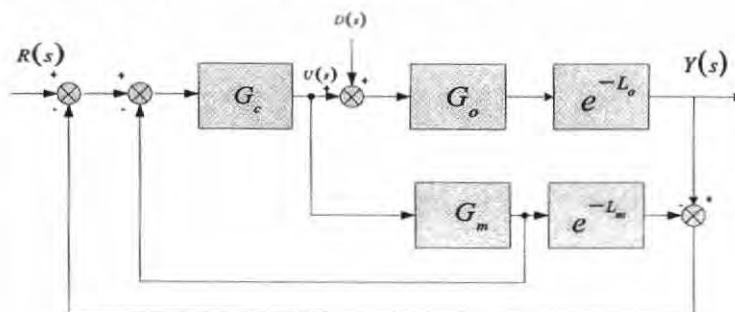 D(s)
R(s)
U(s)
Y(s)
+
+
+
+
-
-
G_c
G_o
e^{-L_o}
G_m
e^{-L_m}
-
+